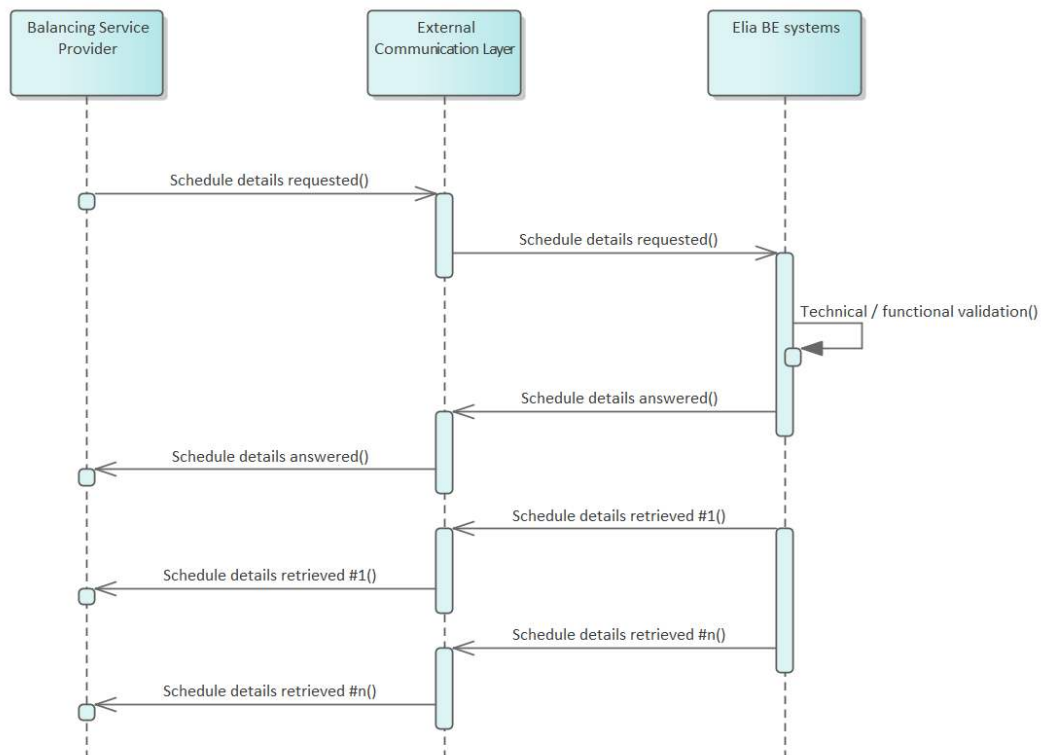 Balancing Service
Provider
External
Communication Layer
Elia BE systems
Schedule details requested()
Schedule details requested()
Technical / functional validation()
Schedule details answered()
Schedule details answered()
Schedule details retrieved #1()
Schedule details retrieved #1()
Schedule details retrieved #n()
Schedule details retrieved #n()